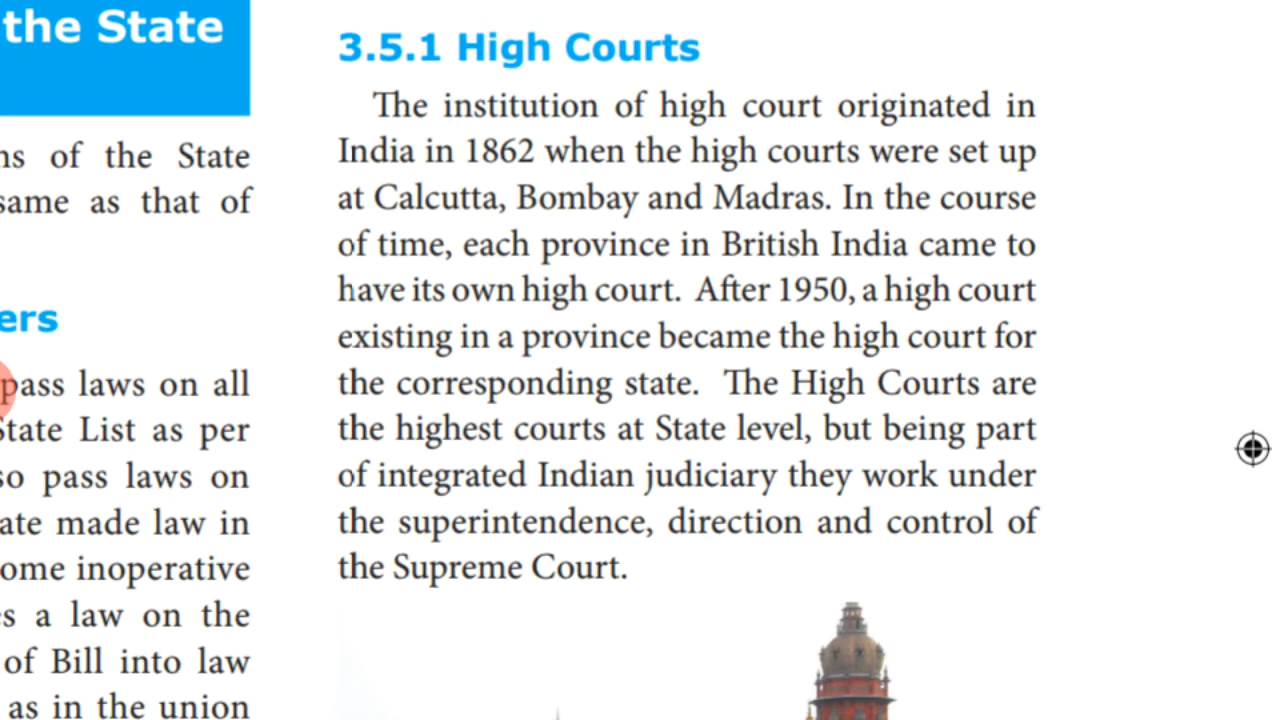 the State
ns of the State
same as that of
ers
pass laws on all
State List as per
so pass laws on
ate made law in
ome inoperative
es a law on the
of Bill into law
as in the union
3.5.1 High Courts
The institution of high court originated in
India in 1862 when the high courts were set up
at Calcutta, Bombay and Madras. In the course
of time, each province in British India came to
have its own high court. After 1950, a high court
existing in a province became the high court for
the corresponding state. The High Courts are
the highest courts at State level, but being part
of integrated Indian judiciary they work under
the superintendence, direction and control of
the Supreme Court.